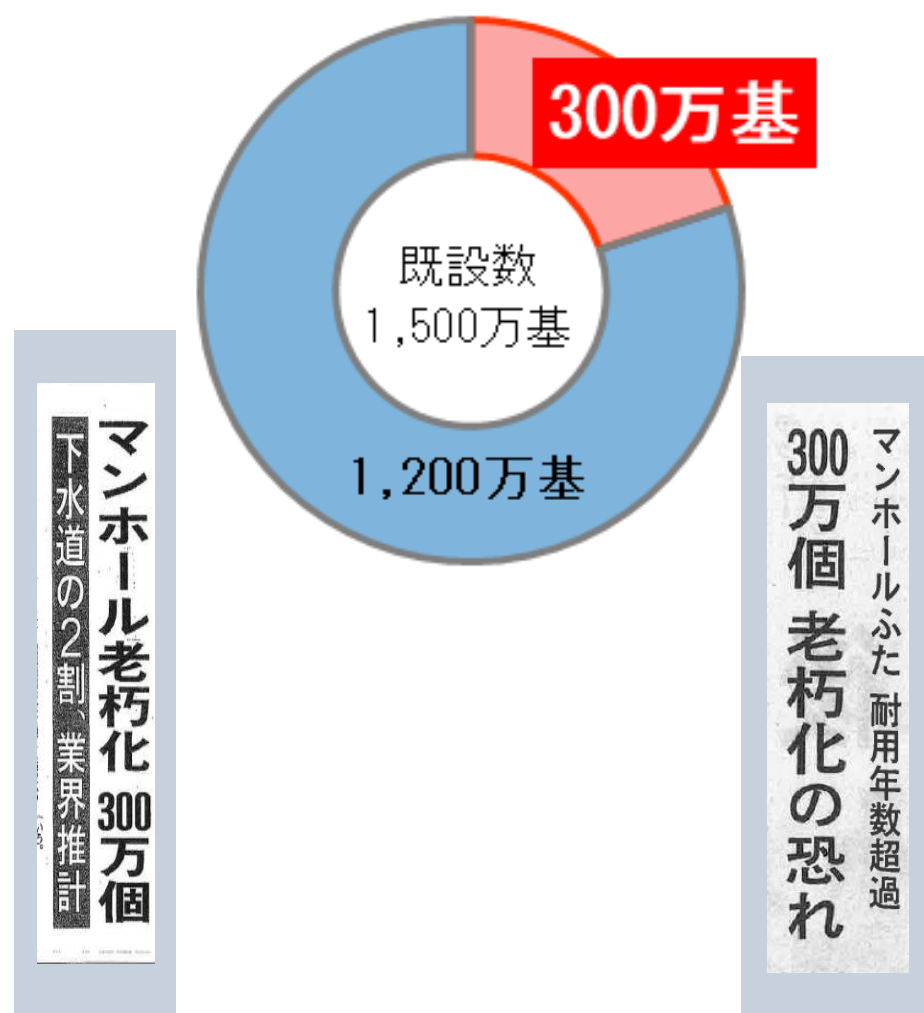 300万基
既設数
1,500万基
1,200万基
マンホール老朽化 300万個
下水道の2割、業界推計
マンホールふた 耐用年数超過
300万個 老朽化の恐れ